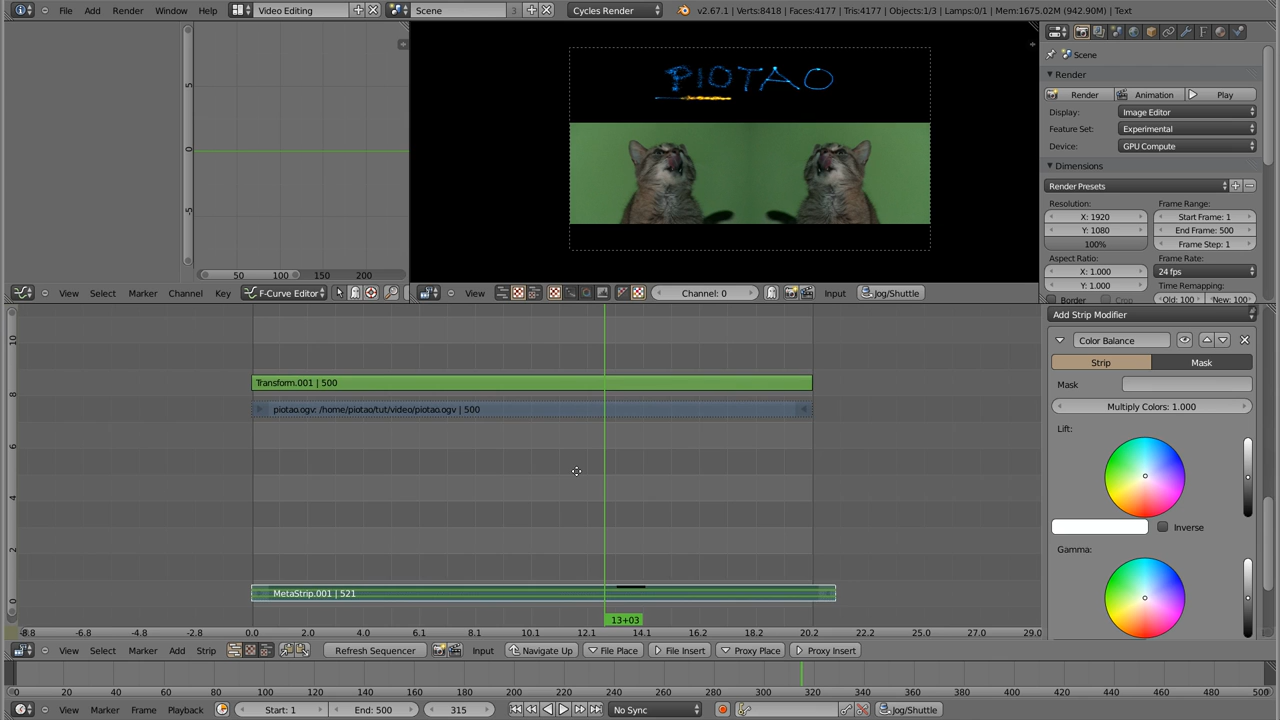 File Add Render Window Help Video Editing Scene 3 Cycles Render v2.67.1 | Verts:8418 | Faces:4177 | Tris:4177 | Objects:1/3 | Lamps:0/1 | Mem:1675.02M (942.90M) | Text
5
0
-5
50 100 150 200
View Select Marker Channel Key F-Curve Editor
PIOTAO
View Channel: 0 Input Jog/Shuttle
Scene
Render
Render Animation Play
Display: Image Editor
Feature Set: Experimental
Device: GPU Compute
Dimensions
Render Presets
Resolution: Frame Range:
X: 1920 Start Frame: 1
Y: 1080 End Frame: 500
100% Frame Step: 1
Aspect Ratio: Frame Rate:
X: 1.000 24 fps
Y: 1.000 Time Remapping:
Border Crop Old: 100 New: 100
10
8
6
4
2
0
Transform.001 | 500
piotao.ogv: /home/piotao/tut/video/piotao.ogv | 500
MetaStrip.001 | 521
13+03
-8.8 -6.8 -4.8 -2.8 0.0 2.0 4.0 6.1 8.1 10.1 12.1 14.1 16.2 18.2 20.2 22.2 25.0 27.0 29.0
View Select Marker Add Strip Refresh Sequencer Input Navigate Up File Place File Insert Proxy Place Proxy Insert
Add Strip Modifier
Color Balance
Strip Mask
Mask
Multiply Colors: 1.000
Lift:
Inverse
Gamma:
0 20 40 60 80 100 120 140 160 180 200 220 240 260 280 300 320 340 360 380 400 420 440 460 480 500
View Marker Frame Playback Start: 1 End: 500 315 No Sync Jog/Shuttle